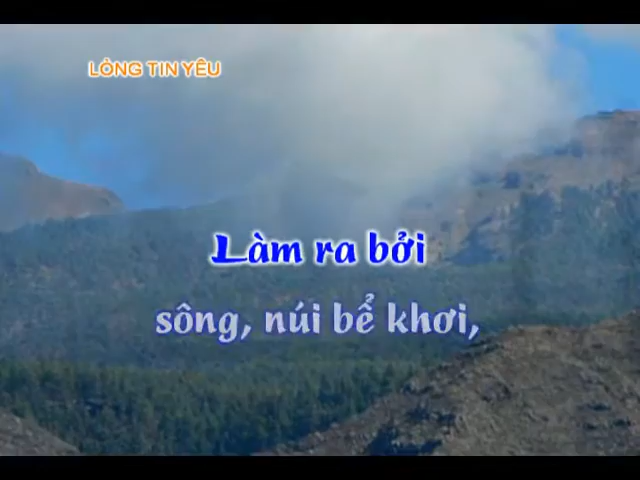 LÒNG TIN YÊU
Làm ra bởi
sông, núi bể khơi,